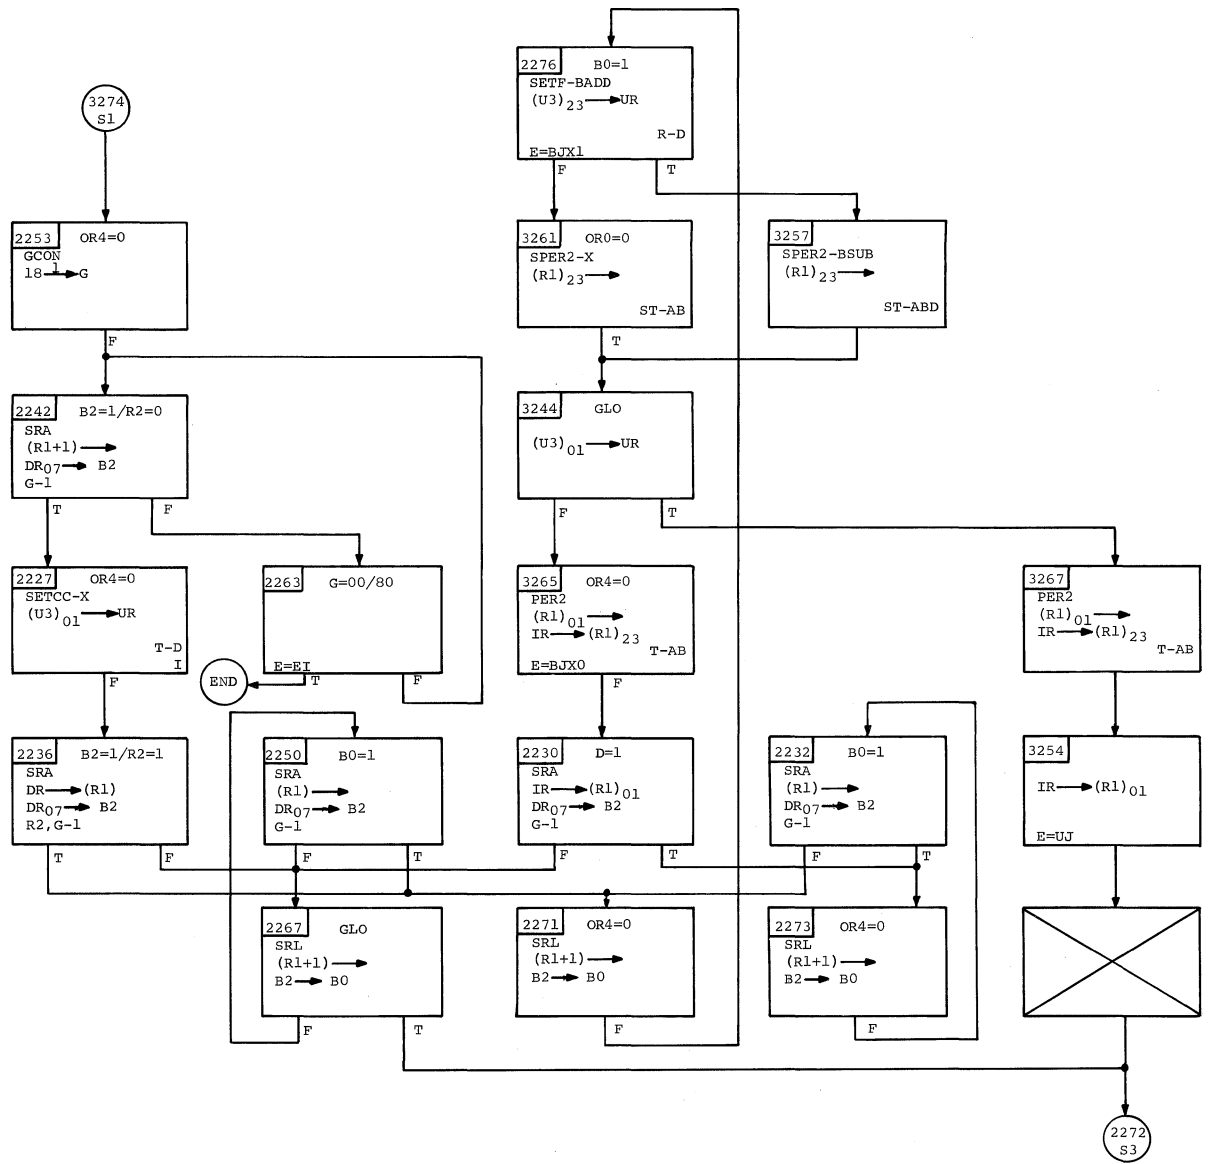 3274
S1
2276 B0=1
SETF-BADD
(U3)23 → UR
R-D
E=BJX1
F T
2253 OR4=0
GCON
18 → G
1
F
3261 OR0=0
SPER2-X
(R1)23 →
ST-AB
T
3257
SPER2-BSUB
(R1)23 →
ST-ABD
2242 B2=1/R2=0
SRA
(R1+1) →
DR07 → B2
G-1
T F
3244 GLO
(U3)01 → UR
F T
2227 OR4=0
SETCC-X
(U3)01 → UR
T-D
I
F
2263 G=00/80
E=EI
T F
END
3265 OR4=0
PER2
(R1)01 →
IR → (R1)23
T-AB
E=BJX0
F
3267
PER2
(R1)01 →
IR → (R1)23
T-AB
2236 B2=1/R2=1
SRA
DR → (R1)
DR07 → B2
R2,G-1
T F
2250 B0=1
SRA
(R1) →
DR07 → B2
G-1
F T
2230 D=1
SRA
IR → (R1)01
DR07 → B2
G-1
F T
2232 B0=1
SRA
(R1) →
DR07 → B2
G-1
F T
3254
IR → (R1)01
E=UJ
2267 GLO
SRL
(R1+1) →
B2 → B0
F T
2271 OR4=0
SRL
(R1+1) →
B2 → B0
F
2273 OR4=0
SRL
(R1+1) →
B2 → B0
F
2272
S3